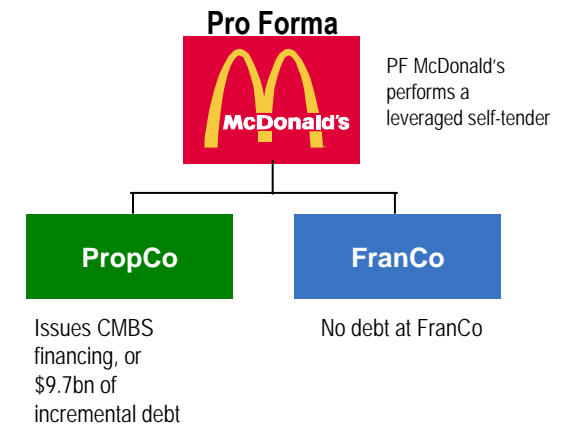 Pro Forma
McDonald's
PF McDonald's
performs a
leveraged self-tender
PropCo
FranCo
Issues CMBS
financing, or
$9.7bn of
incremental debt
No debt at FranCo